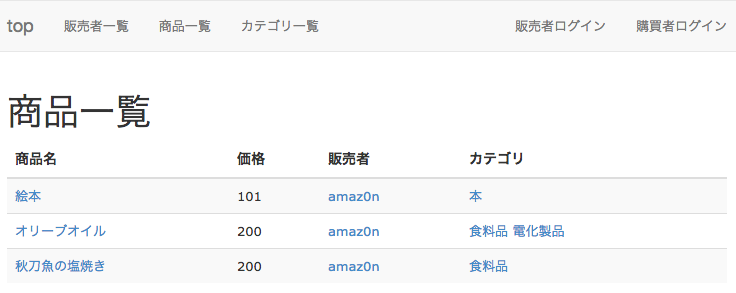 top 販売者一覧 商品一覧 カテゴリ一覧 販売者ログイン 購買者ログイン
商品一覧
商品名 価格 販売者 カテゴリ
絵本 101 amaz0n 本
オリーブオイル 200 amaz0n 食料品 電化製品
秋刀魚の塩焼き 200 amaz0n 食料品